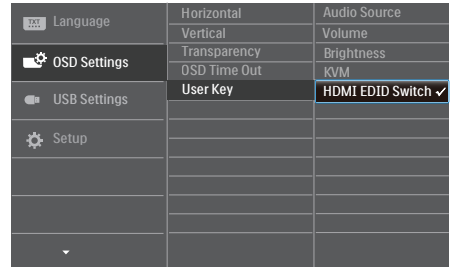 TXT Language
OSD Settings
USB Settings
Setup
Horizontal
Vertical
Transparency
OSD Time Out
User Key
Audio Source
Volume
Brightness
KVM
HDMI EDID Switch ✓